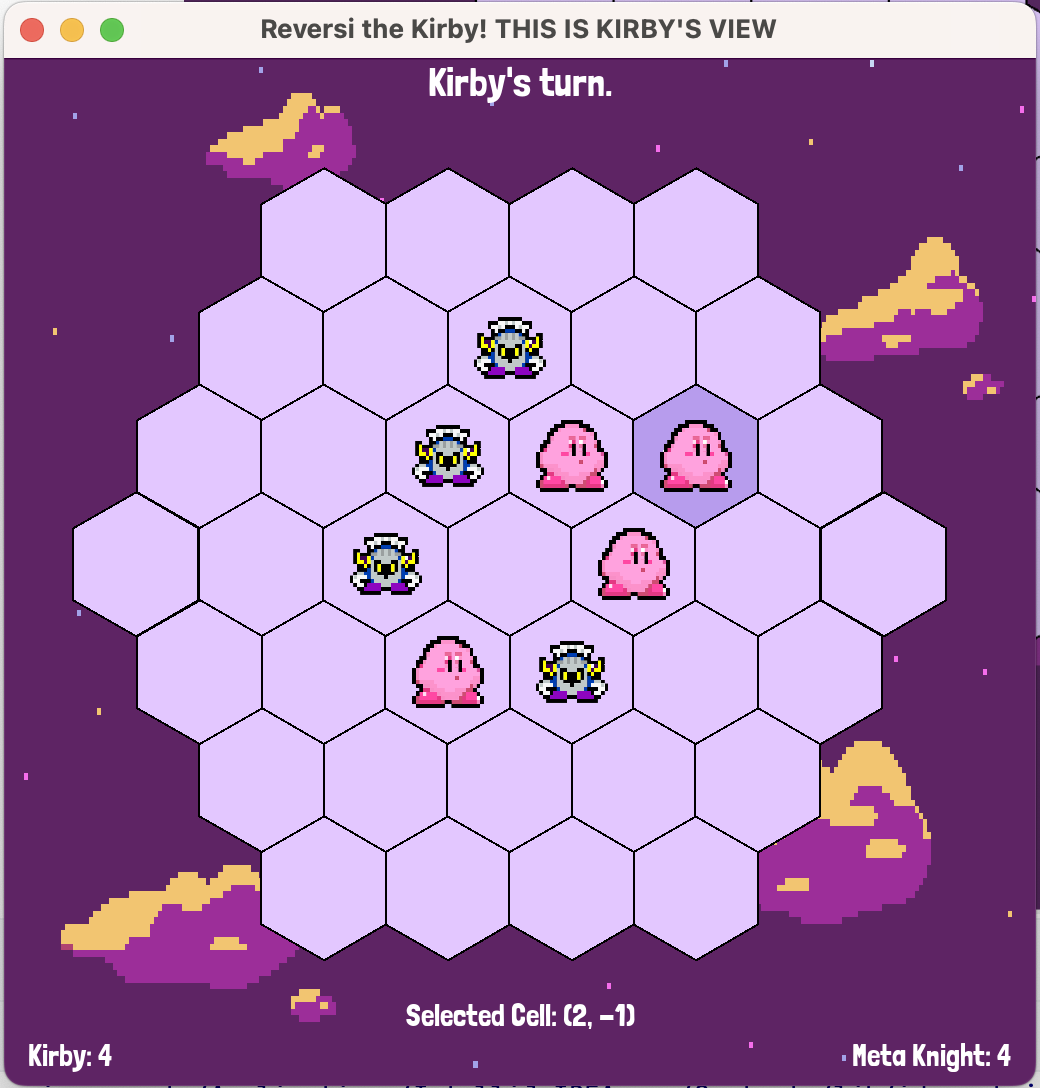 Reversi the Kirby! THIS IS KIRBY'S VIEW
Kirby's turn.
Selected Cell: (2, -1)
Kirby: 4
Meta Knight: 4